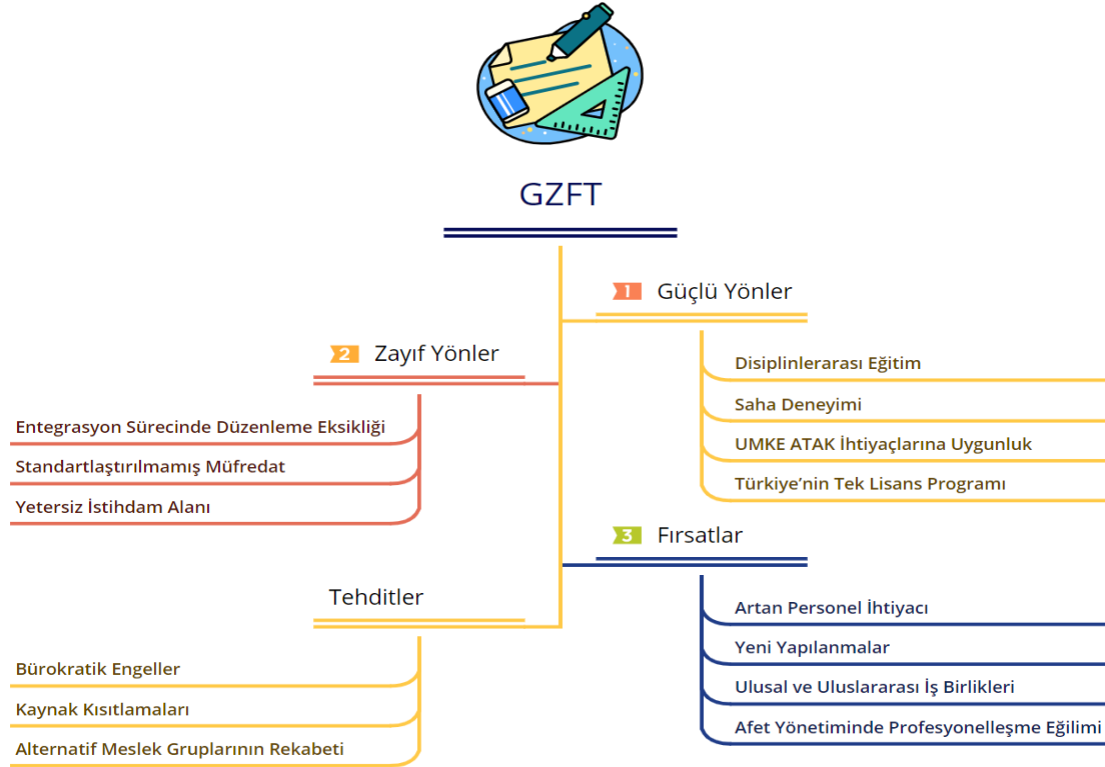 GZFT
1 Güçlü Yönler
Disiplinlerarası Eğitim
Saha Deneyimi
UMKE ATAK İhtiyaçlarına Uygunluk
Türkiye’nin Tek Lisans Programı
2 Zayıf Yönler
Entegrasyon Sürecinde Düzenleme Eksikliği
Standartlaştırılmamış Müfredat
Yetersiz İstihdam Alanı
3 Fırsatlar
Artan Personel İhtiyacı
Yeni Yapılanmalar
Ulusal ve Uluslararası İş Birlikleri
Afet Yönetiminde Profesyonelleşme Eğilimi
Tehditler
Bürokratik Engeller
Kaynak Kısıtlamaları
Alternatif Meslek Gruplarının Rekabeti